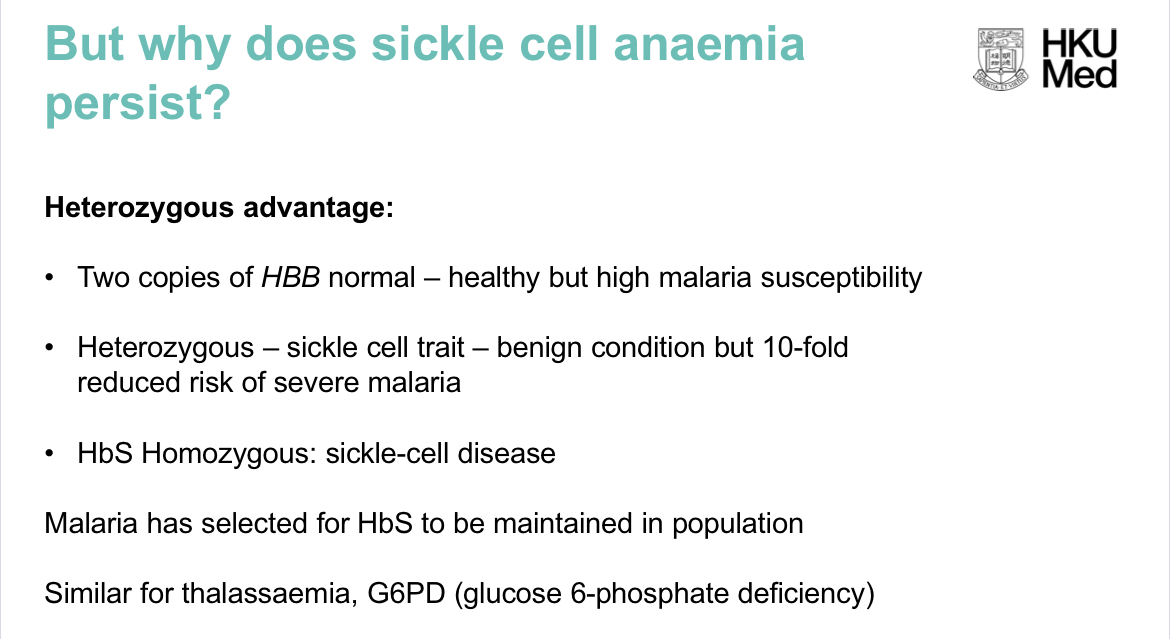 But why does sickle cell anaemia
persist?
HKU
Med
Heterozygous advantage:
• Two copies of HBB normal – healthy but high malaria susceptibility
• Heterozygous – sickle cell trait – benign condition but 10-fold
reduced risk of severe malaria
• HbS Homozygous: sickle-cell disease
Malaria has selected for HbS to be maintained in population
Similar for thalassaemia, G6PD (glucose 6-phosphate deficiency)